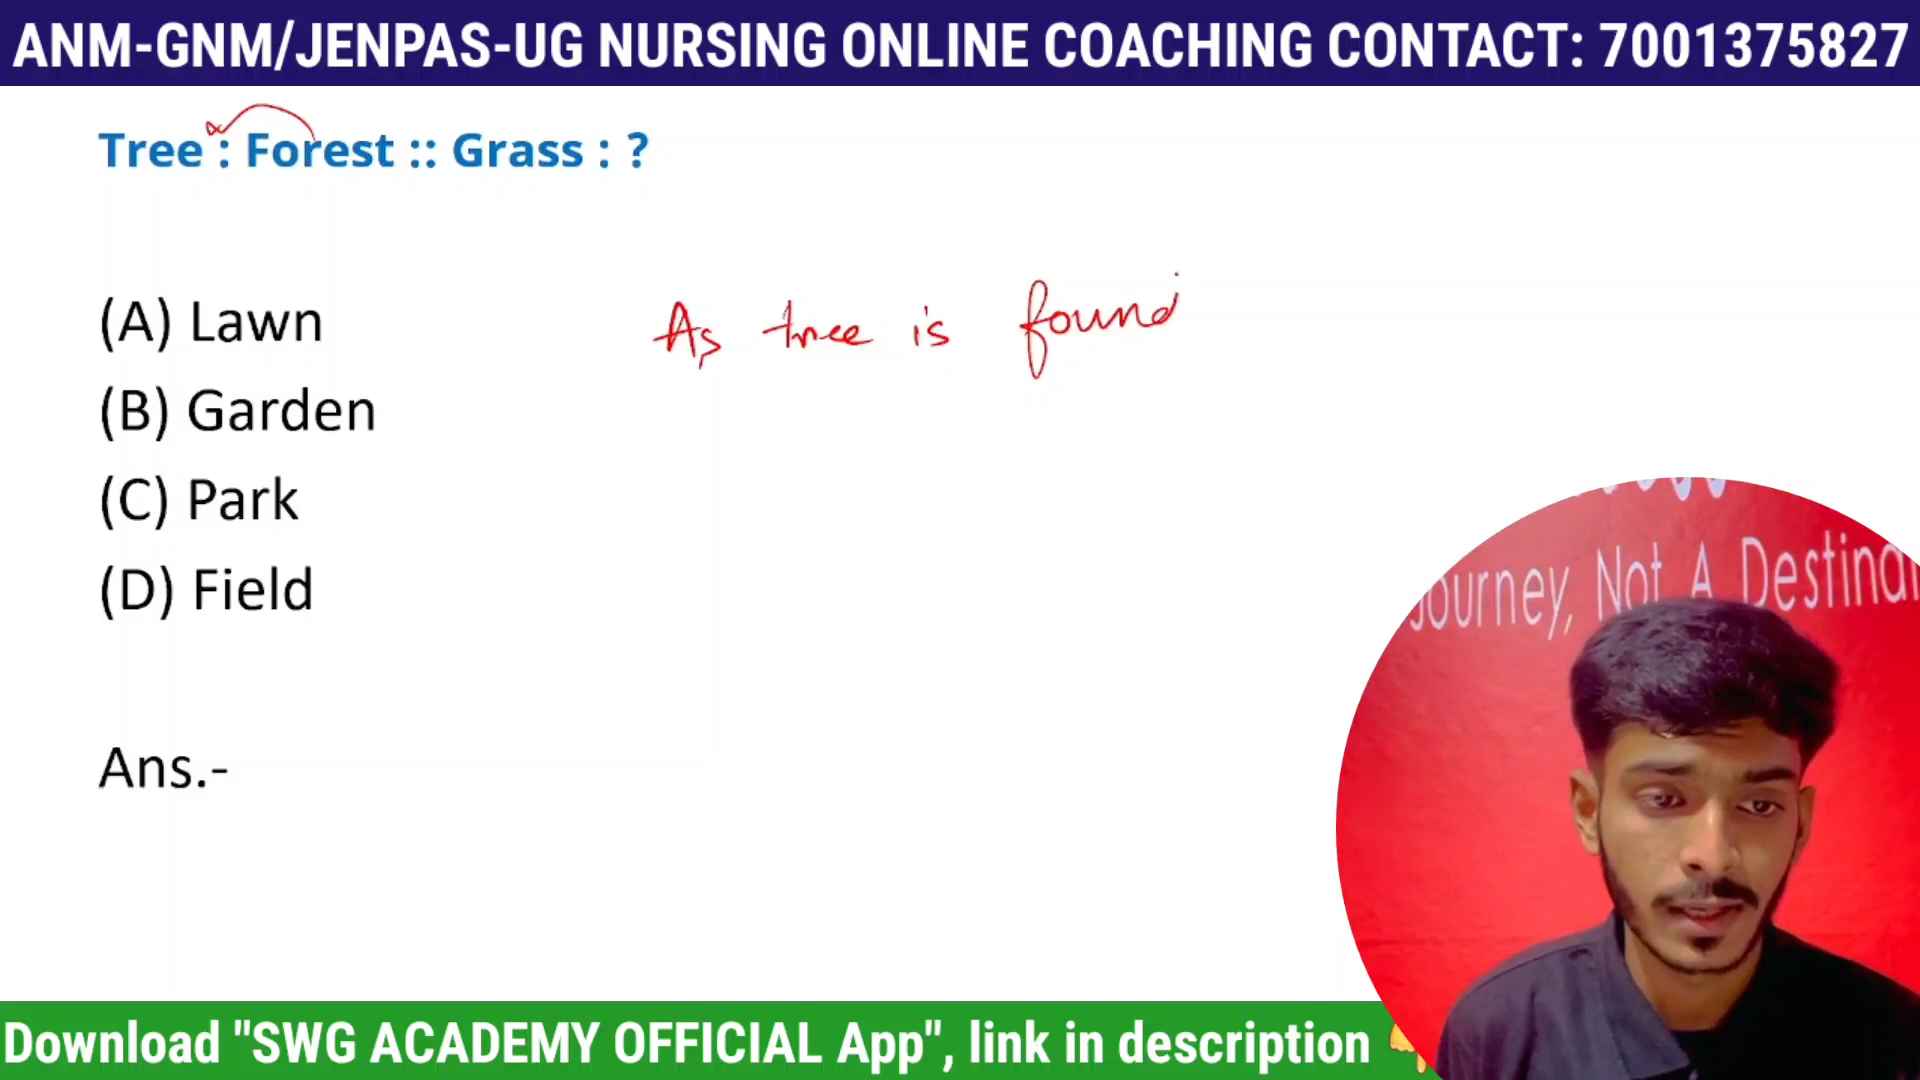 ANM-GNM/JENPAS-UG NURSING ONLINE COACHING CONTACT: 7001375827
Tree : Forest :: Grass : ?
(A) Lawn
As tree is found
(B) Garden
(C) Park
(D) Field
Journey, Not A Destina
Ans.-
Download "SWG ACADEMY OFFICIAL App", link in description